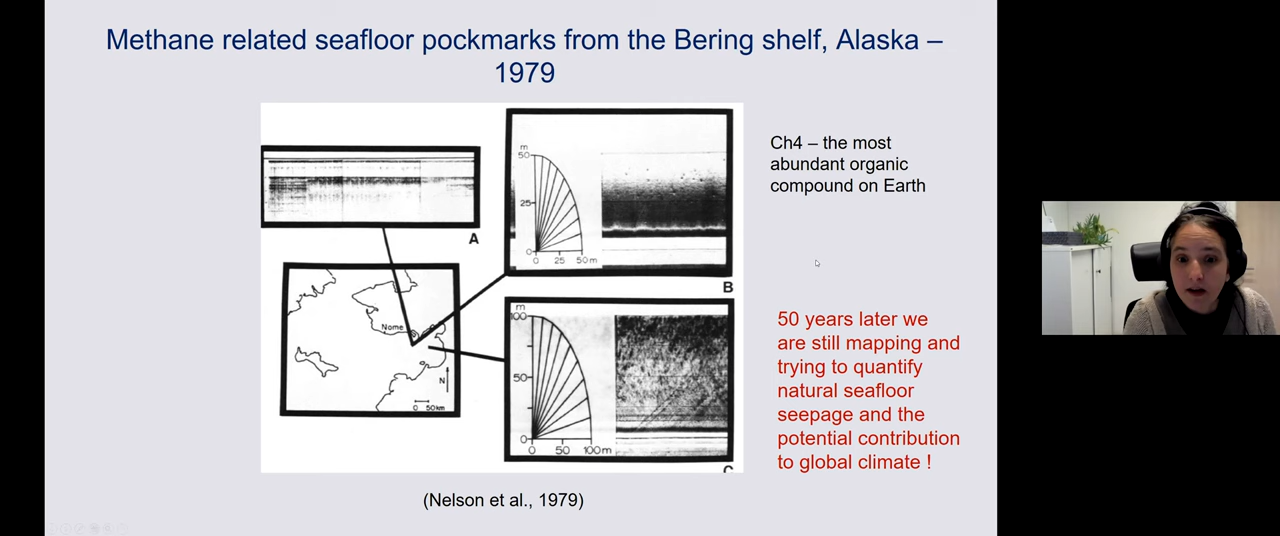 Methane related seafloor pockmarks from the Bering shelf, Alaska –
1979
A
m
50
25
0
0 25 50 m
B
Nome
N
0 50km
m
100
50
0
0 50 100 m
C
(Nelson et al., 1979)
Ch4 – the most
abundant organic
compound on Earth
50 years later we
are still mapping and
trying to quantify
natural seafloor
seepage and the
potential contribution
to global climate !